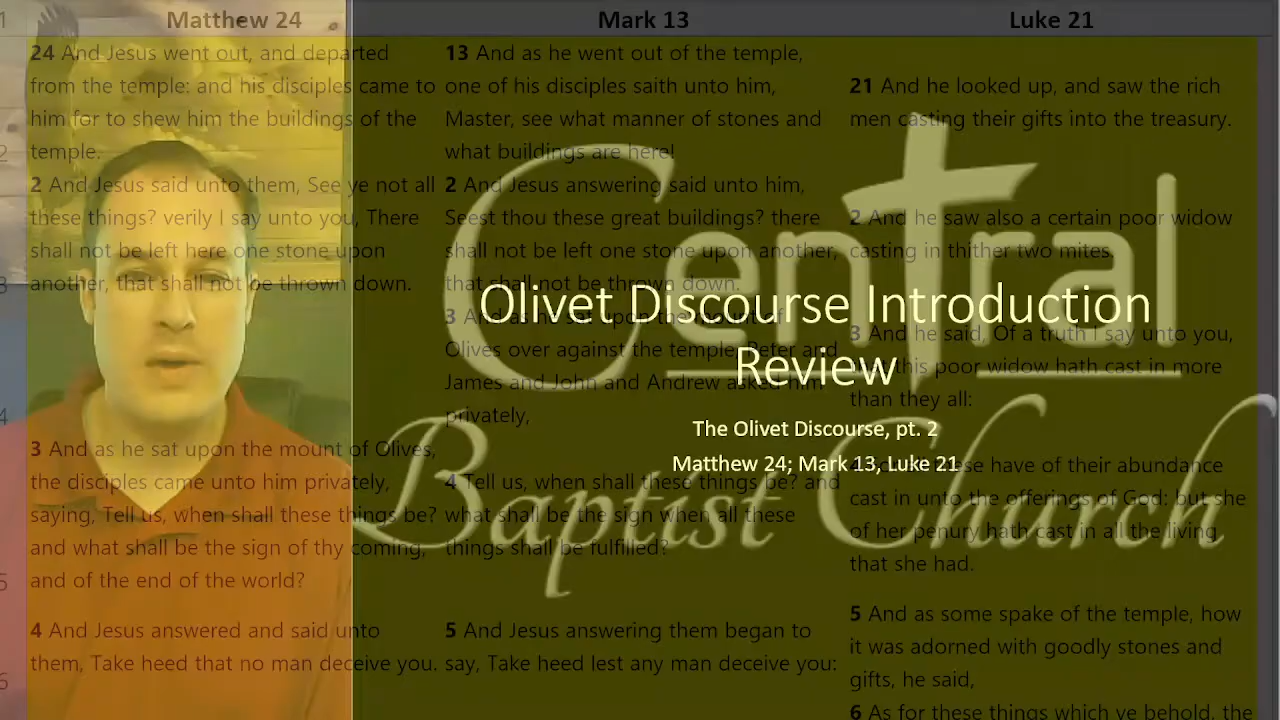 Matthew 24
24 And Jesus went out, and departed
from the temple: and his disciples came to
him for to shew him the buildings of the
temple.
2 And Jesus said unto them, See ye not all
these things? verily I say unto you, There
shall not be left here one stone upon
another, that shall not be thrown down.
3 And as he sat upon the mount of Olives,
the disciples came unto him privately,
saying, Tell us, when shall these things be?
and what shall be the sign of thy coming,
and of the end of the world?
4 And Jesus answered and said unto
them, Take heed that no man deceive you.
Mark 13
13 And as he went out of the temple,
one of his disciples saith unto him,
Master, see what manner of stones and
what buildings are here!
2 And Jesus answering said unto him,
Seest thou these great buildings? there
shall not be left one stone upon another,
that shall not be thrown down.
3 And as he sat upon the mount of
Olives over against the temple, Peter and
James and John and Andrew asked him
privately,
4 Tell us, when shall these things be? and
what shall be the sign when all these
things shall be fulfilled?
5 And Jesus answering them began to
say, Take heed lest any man deceive you:
Luke 21
21 And he looked up, and saw the rich
men casting their gifts into the treasury.
2 And he saw also a certain poor widow
casting in thither two mites.
3 And he said, Of a truth I say unto you,
this poor widow hath cast in more
than they all:
have of their abundance
cast in unto the offerings of God: but she
of her penury hath cast in all the living
that she had.
5 And as some spake of the temple, how
it was adorned with goodly stones and
gifts, he said,
6 As for these things which ye behold, the
Central
Baptist Church
Olivet Discourse Introduction
Review
The Olivet Discourse, pt. 2
Matthew 24; Mark 13, Luke 21
1
2
3
4
5
6